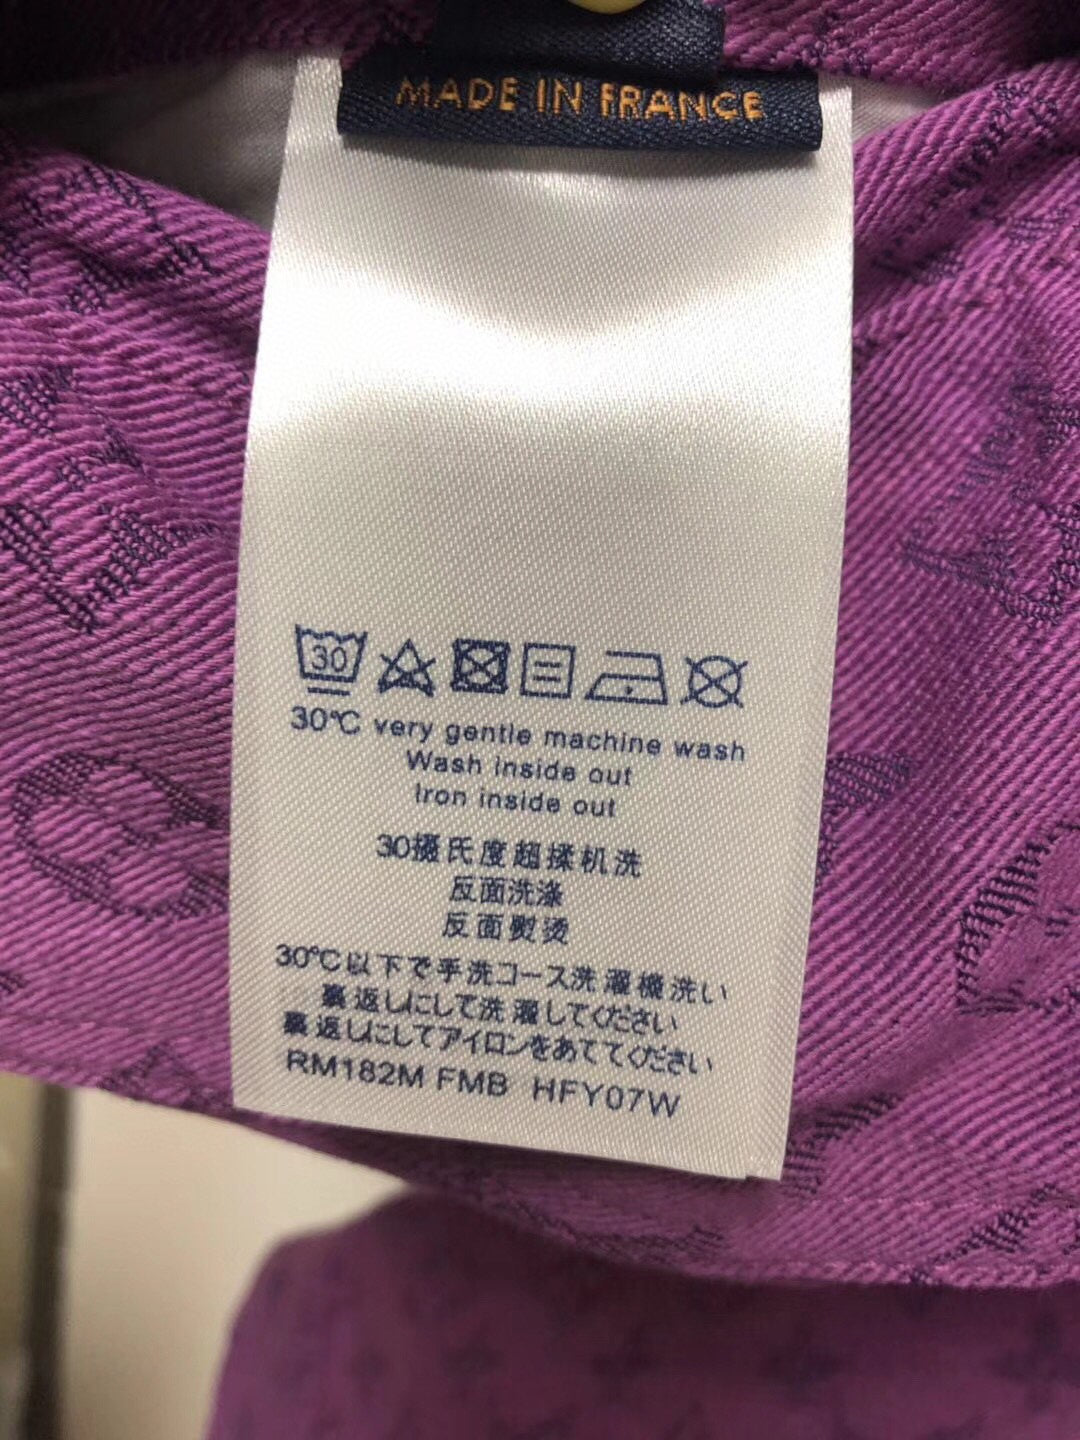 MADE IN FRANCE
30
30℃ very gentle machine wash
Wash inside out
Iron inside out
30摄氏度超揉机洗
反面洗涤
反面熨烫
30℃以下で手洗コース洗濯機洗い
裏返しにして洗濯してください
裏返しにしてアイロンをあててください
RM182M FMB HFY07W